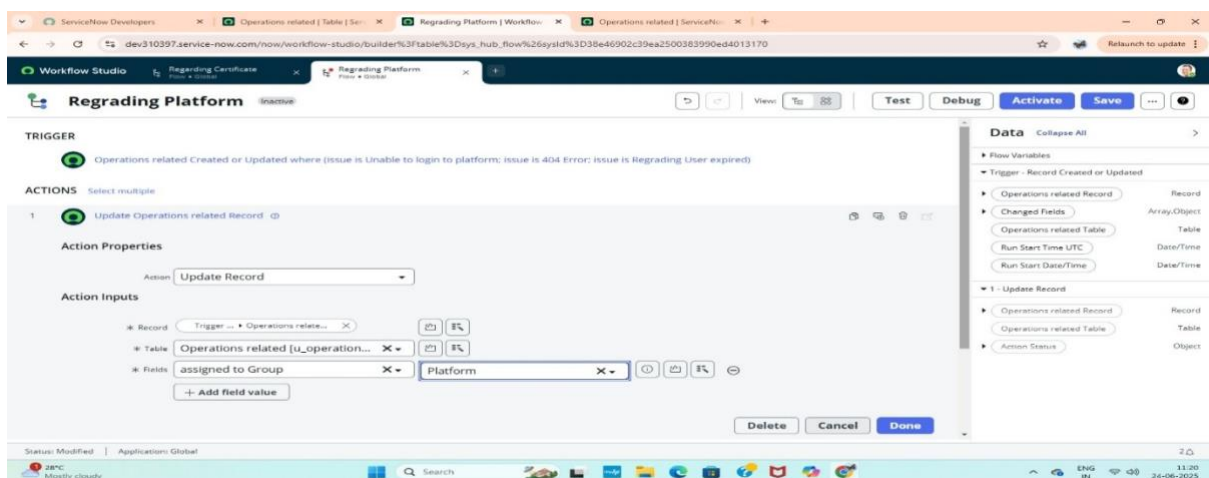 ServiceNow Developers
Operations related | Table | Ser
Regrading Platform | Workflow
Operations related | ServiceNo
dev310397.service-now.com/now/workflow-studio/builder%3Ftable%3Dsys_hub_flow%26sysId%3D38e46902c39ea2500383990ed4013170
Relaunch to update
Workflow Studio
Regarding Certificate
Flow • Global
Regrading Platform
Flow • Global
Regrading Platform
Inactive
View:
Test
Debug
Activate
Save
TRIGGER
Operations related Created or Updated where (issue is Unable to login to platform; issue is 404 Error; issue is Regrading User expired)
ACTIONS Select multiple
1 Update Operations related Record
Action Properties
Action Update Record
Action Inputs
* Record Trigger ... ▸ Operations relate... X
* Table Operations related [u_operation... X
* Fields assigned to Group X Platform X
+ Add field value
Delete Cancel Done
Data Collapse All
Flow Variables
Trigger - Record Created or Updated
Operations related Record Record
Changed Fields Array.Object
Operations related Table Table
Run Start Time UTC Date/Time
Run Start Date/Time Date/Time
1 - Update Record
Operations related Record Record
Operations related Table Table
Action Status Object
Status: Modified | Application: Global
2
1
28°C
Mostly cloudy
Search
ENG
IN
11:20
24-06-2025